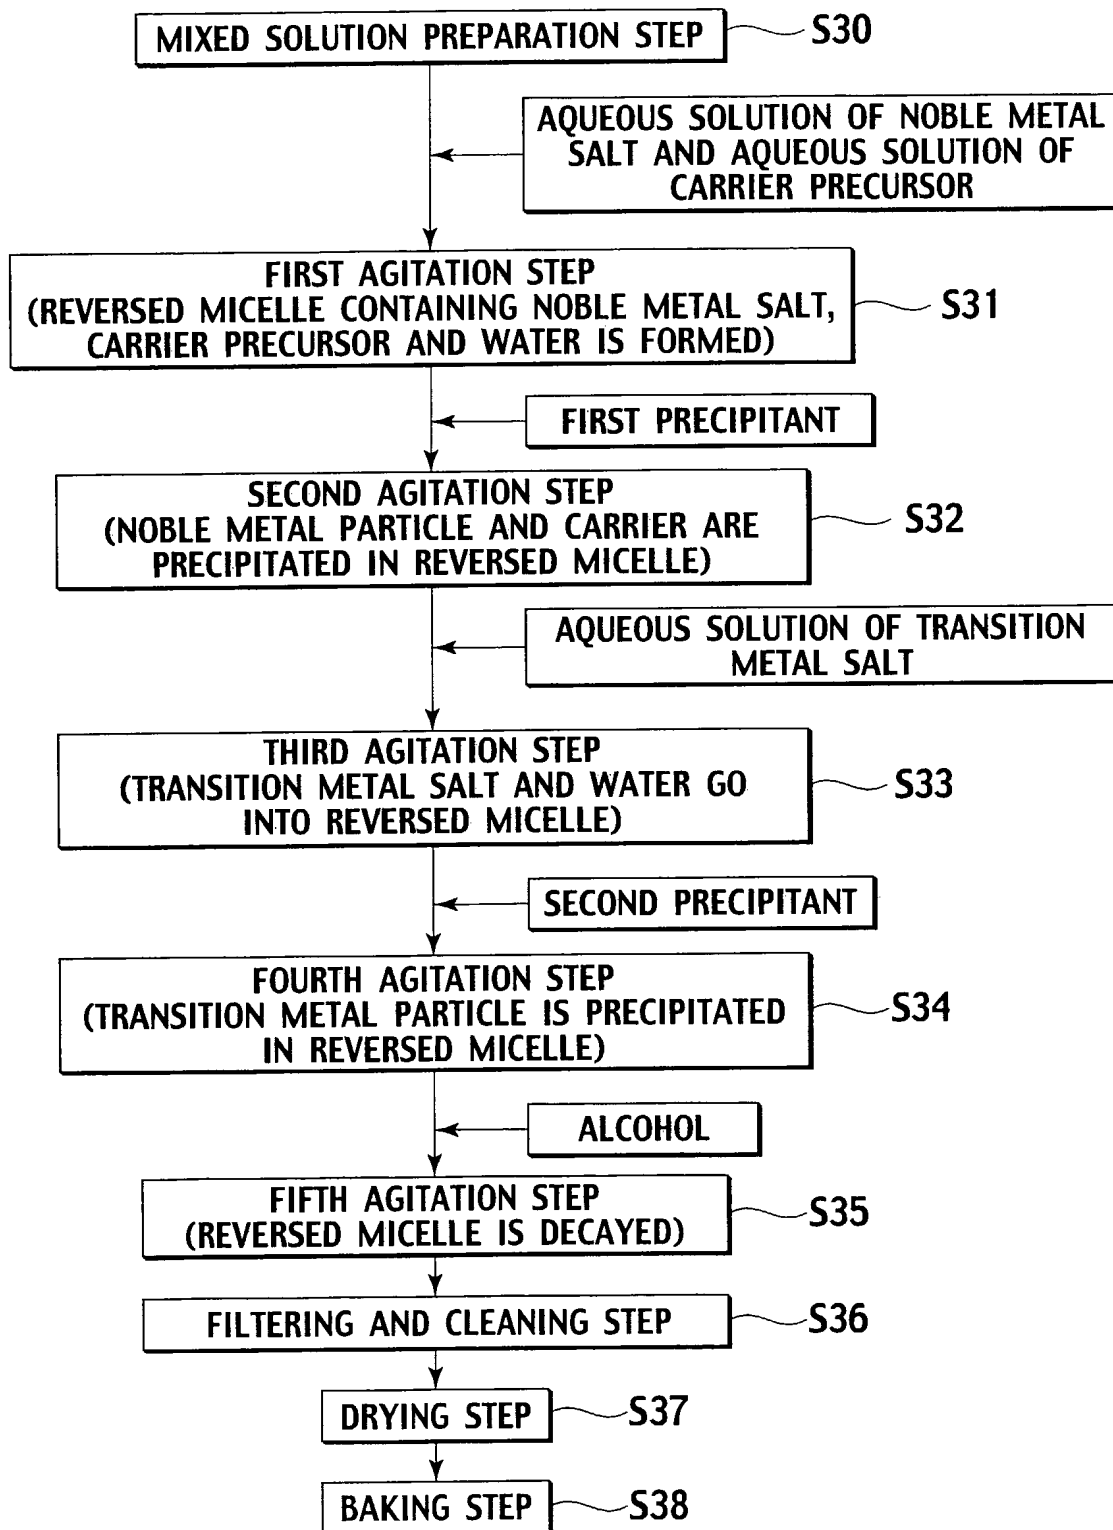 MIXED SOLUTION PREPARATION STEP
S30
AQUEOUS SOLUTION OF NOBLE METAL
SALT AND AQUEOUS SOLUTION OF
CARRIER PRECURSOR
FIRST AGITATION STEP
(REVERSED MICELLE CONTAINING NOBLE METAL SALT,
CARRIER PRECURSOR AND WATER IS FORMED)
S31
FIRST PRECIPITANT
SECOND AGITATION STEP
(NOBLE METAL PARTICLE AND CARRIER ARE
PRECIPITATED IN REVERSED MICELLE)
S32
AQUEOUS SOLUTION OF TRANSITION
METAL SALT
THIRD AGITATION STEP
(TRANSITION METAL SALT AND WATER GO
INTO REVERSED MICELLE)
S33
SECOND PRECIPITANT
FOURTH AGITATION STEP
(TRANSITION METAL PARTICLE IS PRECIPITATED
IN REVERSED MICELLE)
S34
ALCOHOL
FIFTH AGITATION STEP
(REVERSED MICELLE IS DECAYED)
S35
FILTERING AND CLEANING STEP
S36
DRYING STEP
S37
BAKING STEP
S38